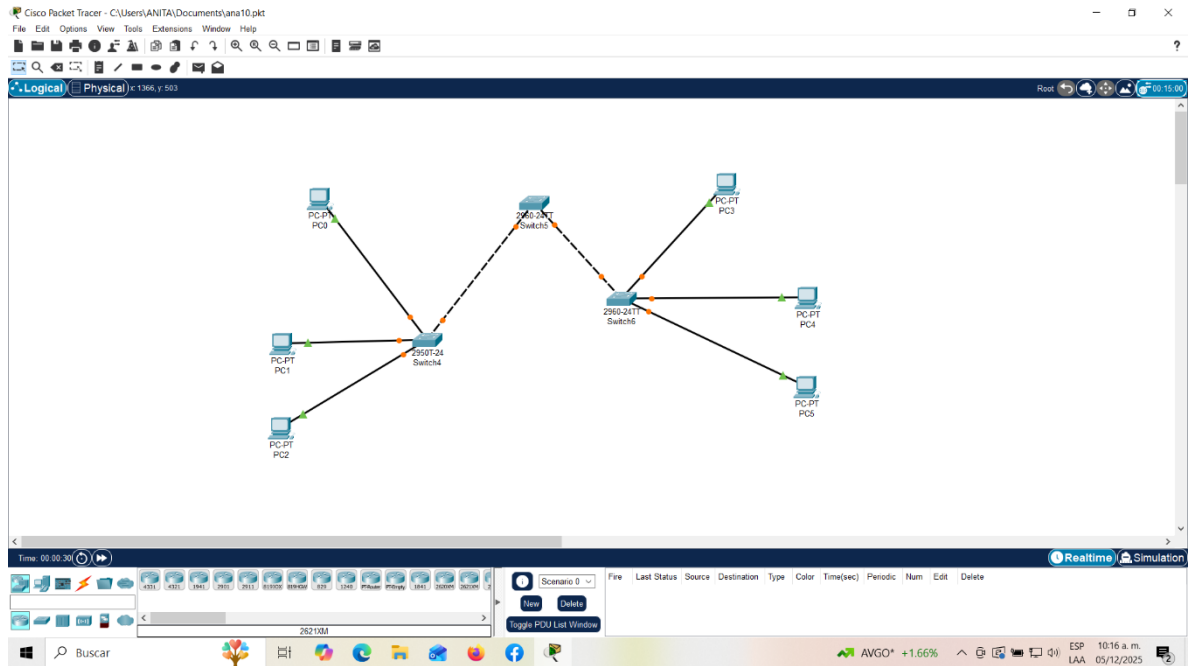 Cisco Packet Tracer - C:\Users\ANITA\Documents\ana10.pkt
File Edit Options View Tools Extensions Window Help
?
Logical Physical x: 1366, y: 503 Root 00:15:00
PC-PT
PC0
2960-24TT
Switch5
PC-PT
PC3
2960-24TT
Switch6
PC-PT
PC4
2950T-24
Switch4
PC-PT
PC1
PC-PT
PC5
PC-PT
PC2
Time: 00:00:30 Realtime Simulation
4331 4321 1941 2901 2911 819HGW 829 1240 PT-Router PT-Empty 1841 2620XM
2621XM
Scenario 0
New Delete
Toggle PDU List Window
Fire Last Status Source Destination Type Color Time(sec) Periodic Num Edit Delete
Buscar
AVGO* +1.66%
ESP
LAA
10:16 a. m.
05/12/2025
2